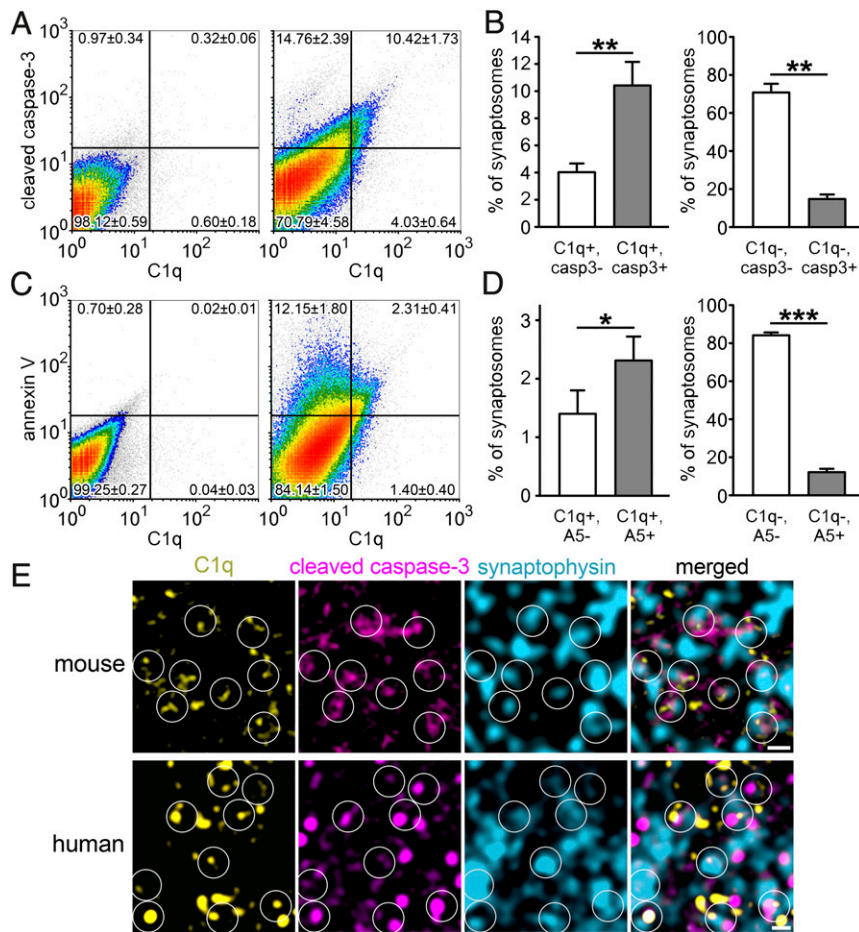 A
cleaved caspase-3
10³
10²
10¹
10⁰
0.97±0.34
0.32±0.06
98.12±0.59
0.60±0.18
14.76±2.39
10.42±1.73
70.79±4.58
4.03±0.64
10⁰ 10¹ 10²
10⁰ 10¹ 10² 10³
C1q
C1q
B
% of synaptosomes
14
12
10
8
6
4
2
0
**
C1q+, casp3-
C1q+, casp3+
% of synaptosomes
100
80
60
40
20
0
**
C1q-, casp3-
C1q-, casp3+
C
annexin V
10³
10²
10¹
10⁰
0.70±0.28
0.02±0.01
99.25±0.27
0.04±0.03
12.15±1.80
2.31±0.41
84.14±1.50
1.40±0.40
10⁰ 10¹ 10²
10⁰ 10¹ 10² 10³
C1q
C1q
D
% of synaptosomes
3
2
1
0
*
C1q+, A5-
C1q+, A5+
% of synaptosomes
100
80
60
40
20
0
***
C1q-, A5-
C1q-, A5+
E
C1q
cleaved caspase-3
synaptophysin
merged
mouse
human